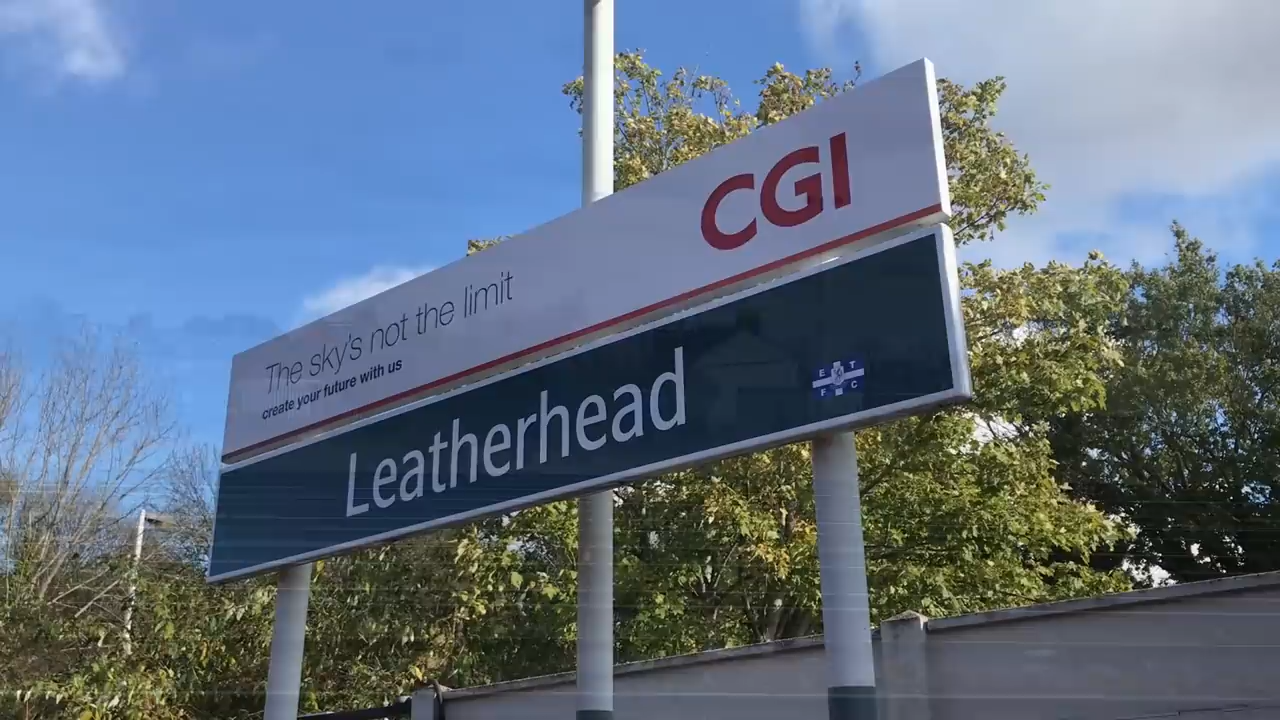 CGI
The sky's not the limit
create your future with us
Leatherhead
E T
F C